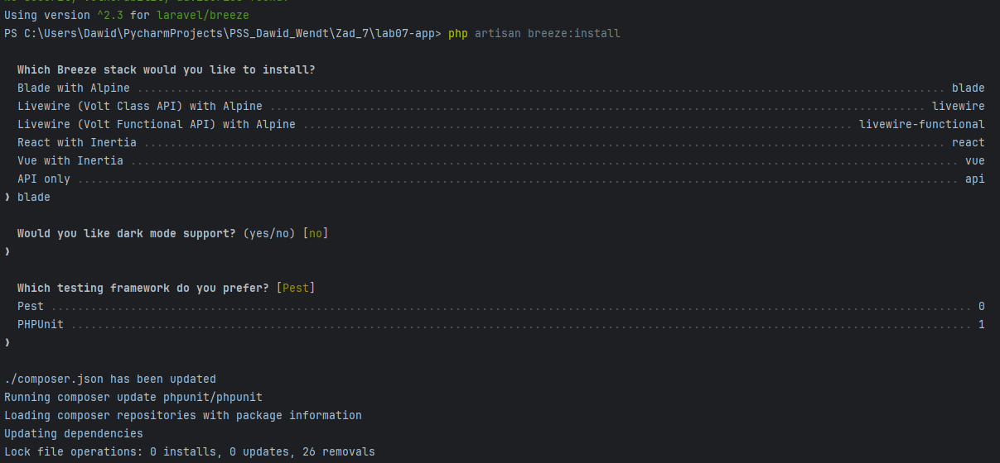 No security vulnerability advisories found.
Using version ^2.3 for laravel/breeze
PS C:\Users\Dawid\PycharmProjects\PSS_Dawid_Wendt\Zad_7\lab07-app> php artisan breeze:install
Which Breeze stack would you like to install?
Blade with Alpine ........ blade
Livewire (Volt Class API) with Alpine ........ livewire
Livewire (Volt Functional API) with Alpine ........ livewire-functional
React with Inertia ........ react
Vue with Inertia ........ vue
API only ........ api
❯ blade
Would you like dark mode support? (yes/no) [no]
❯
Which testing framework do you prefer? [Pest]
Pest ........ 0
PHPUnit ........ 1
❯
./composer.json has been updated
Running composer update phpunit/phpunit
Loading composer repositories with package information
Updating dependencies
Lock file operations: 0 installs, 0 updates, 26 removals